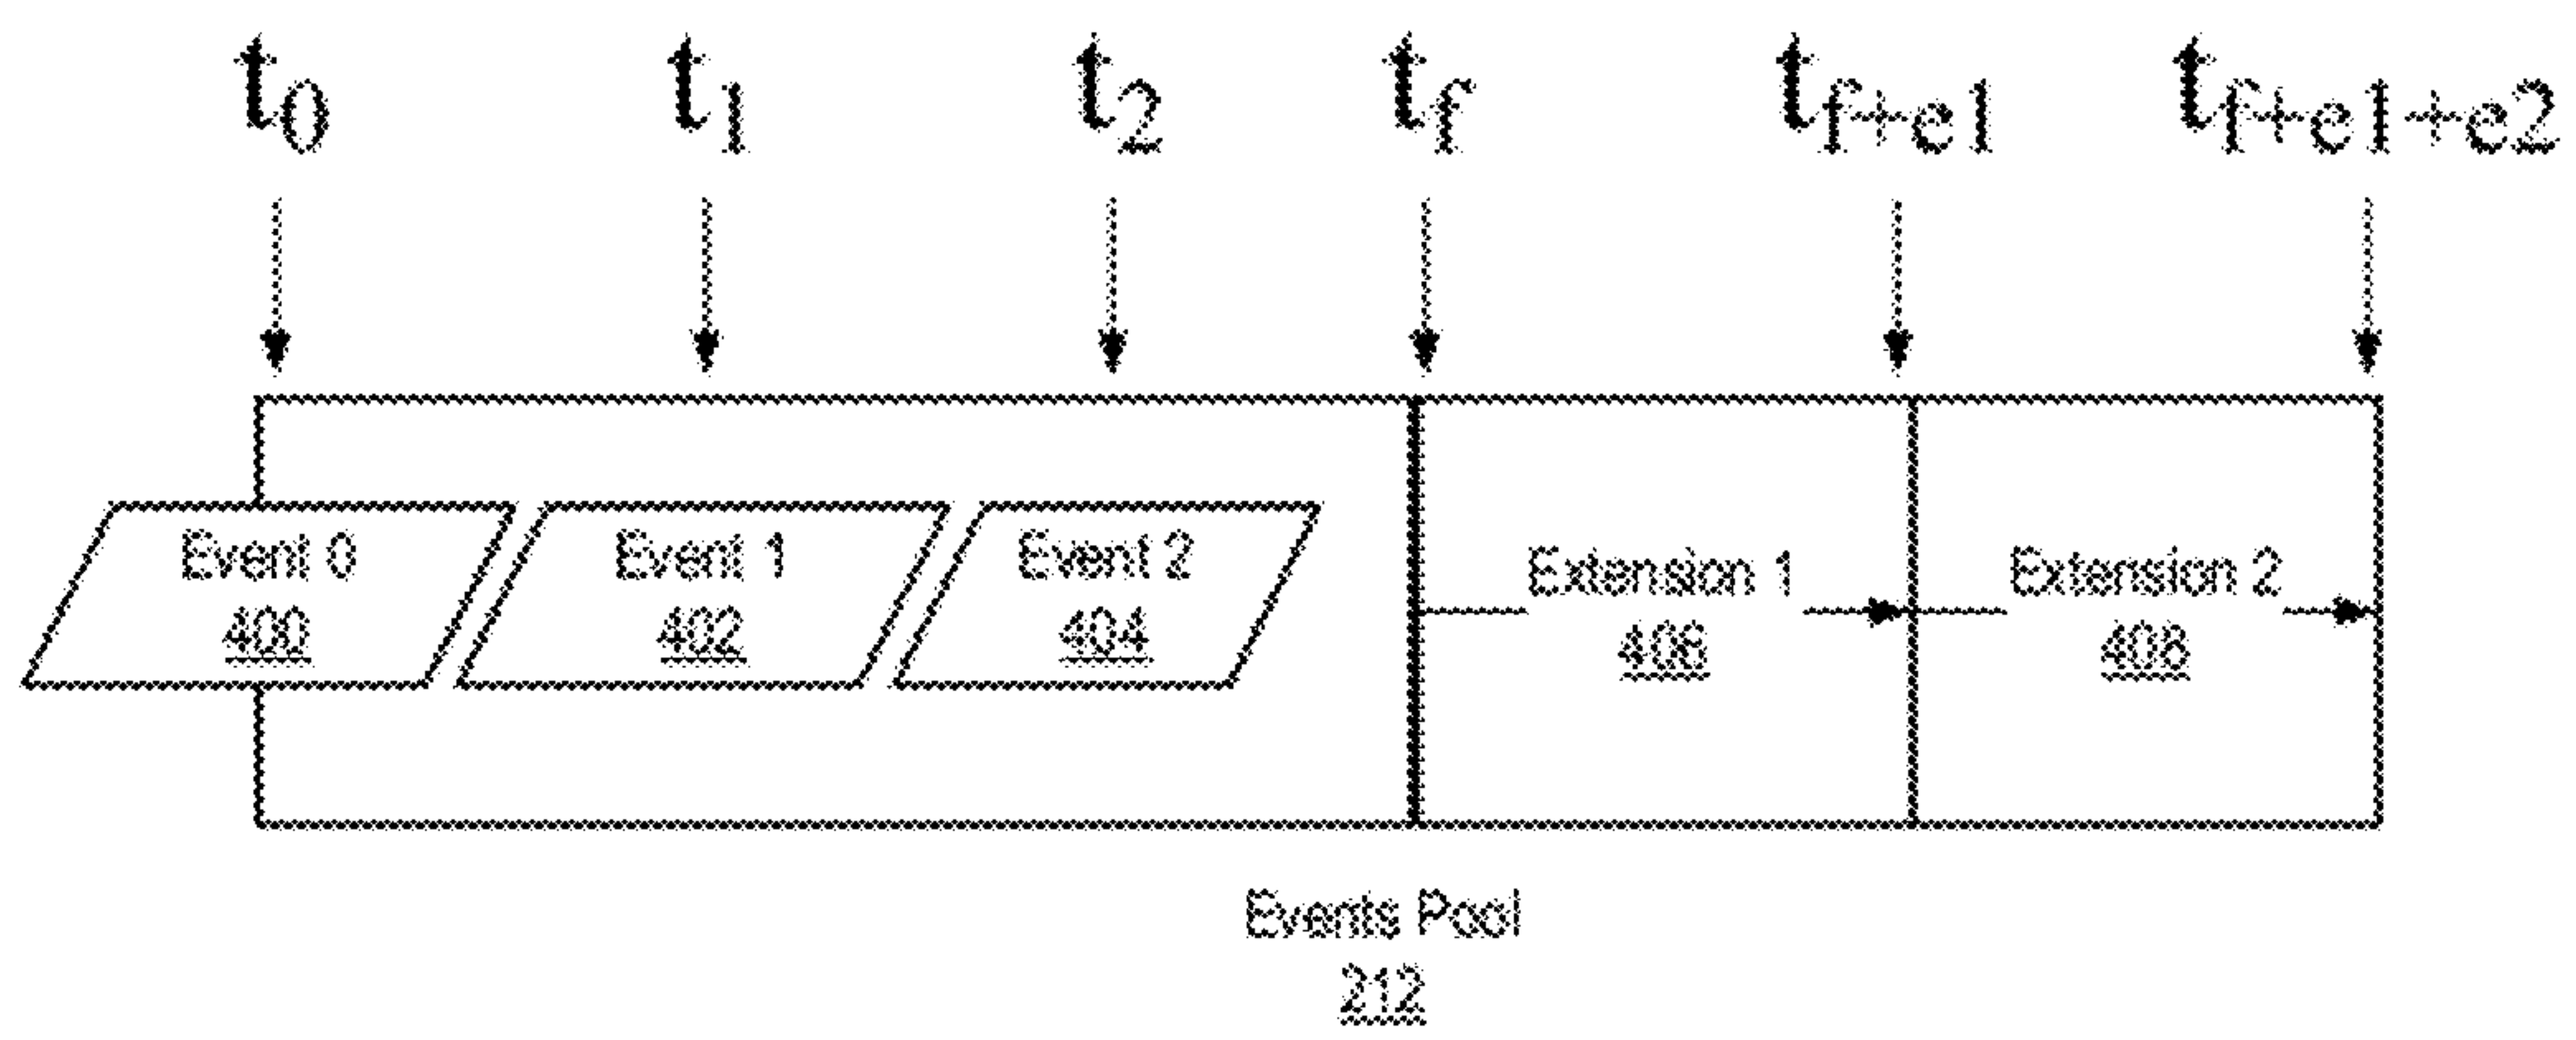 t0 t1 t2 tf tf+e1 tf+e1+e2
Event 0 Event 1 Event 2
400 402 404
Extension 1 Extension 2
406 408
Events Pool
212